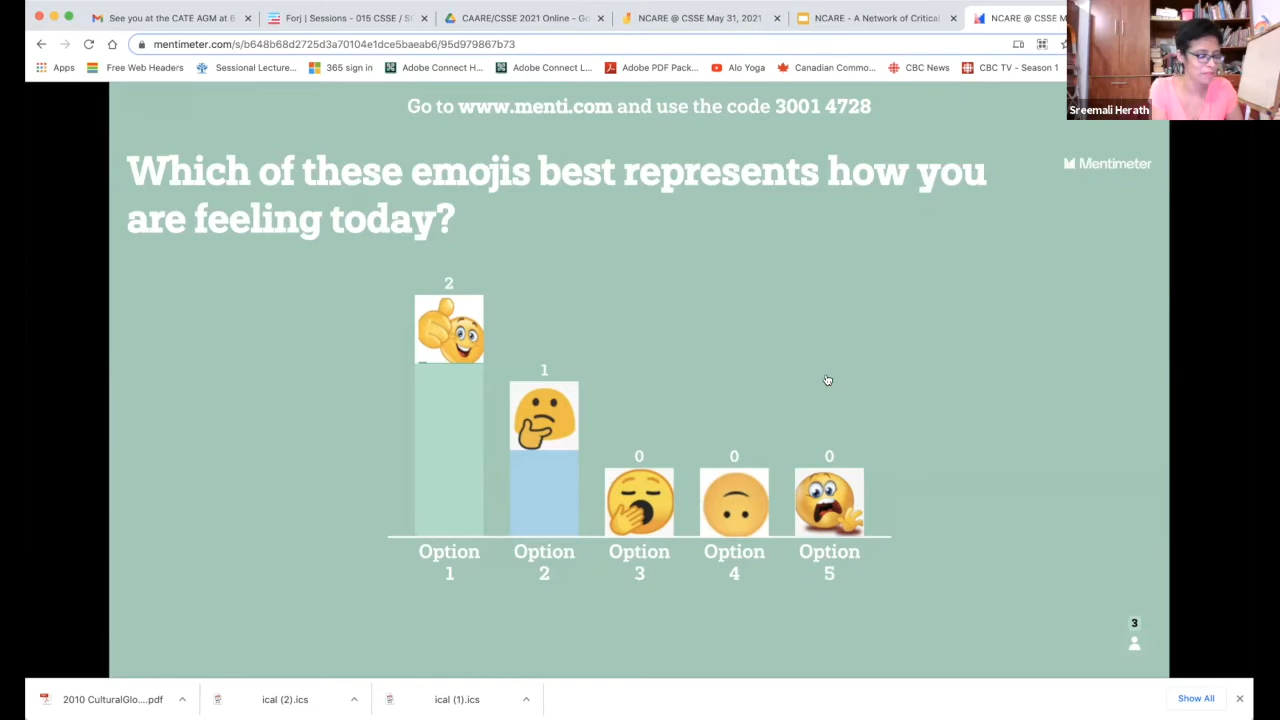 See you at the CATE AGM at 6
Forj | Sessions - 015 CSSE / S
CAARE/CSSE 2021 Online - Go
NCARE @ CSSE May 31, 2021
NCARE - A Network of Critical
NCARE @ CSSE M
mentimeter.com/s/b648b68d2725d3a70104e1dce5baeab6/95d979867b73
Apps
Free Web Headers
Sessional Lecture...
365 sign in
Adobe Connect H...
Adobe Connect L...
Adobe PDF Pack...
Alo Yoga
Canadian Commo...
CBC News
CBC TV - Season 1
Sreemali Herath
Go to www.menti.com and use the code 3001 4728
Mentimeter
Which of these emojis best represents how you
are feeling today?
2
1
0
0
0
Option
1
Option
2
Option
3
Option
4
Option
5
3
2010 CulturalGlo....pdf
ical (2).ics
ical (1).ics
Show All